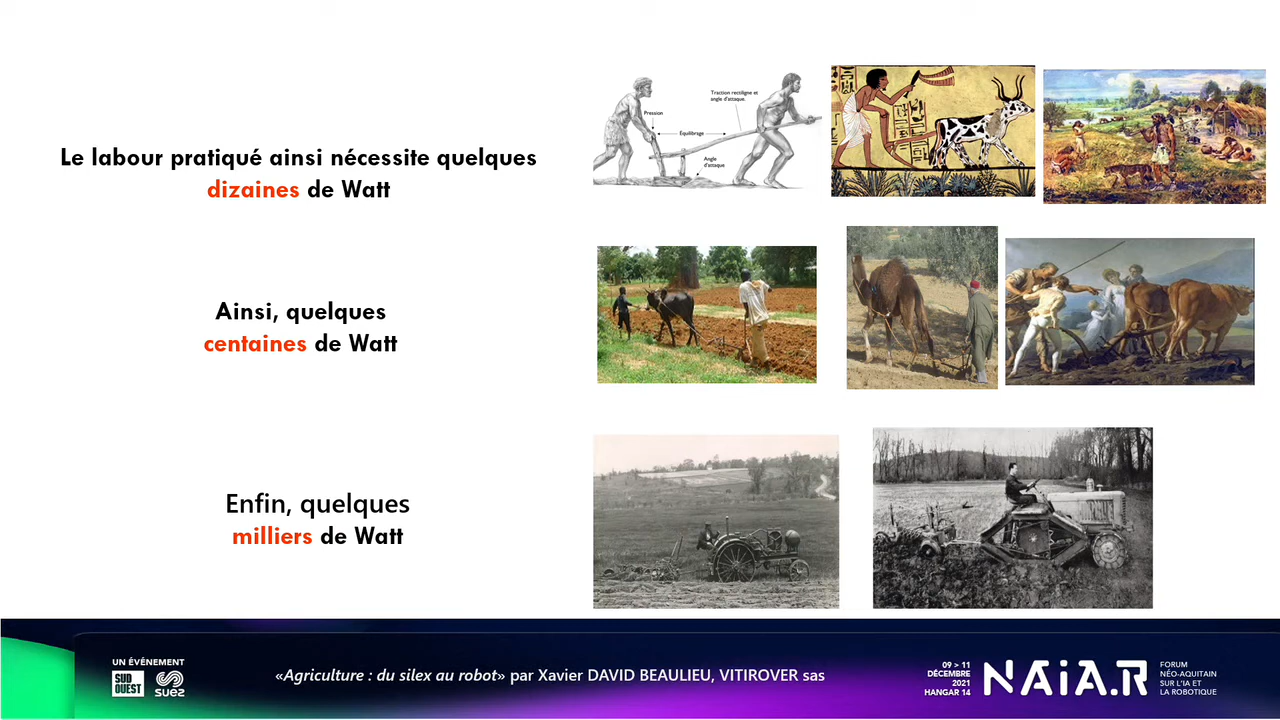 Le labour pratiqué ainsi nécessite quelques
dizaines de Watt
Traction rectiligne et
angle d'attaque.
Pression
Équilibrage
Angle
d'attaque
Ainsi, quelques
centaines de Watt
Enfin, quelques
milliers de Watt
UN ÉVÉNEMENT
SUD
OUEST
suez
«Agriculture : du silex au robot» par Xavier DAVID BEAULIEU, VITIROVER sas
09 > 11
DÉCEMBRE
2021
HANGAR 14
NAIA.R
FORUM
NÉO-AQUITAIN
SUR L'IA ET
LA ROBOTIQUE